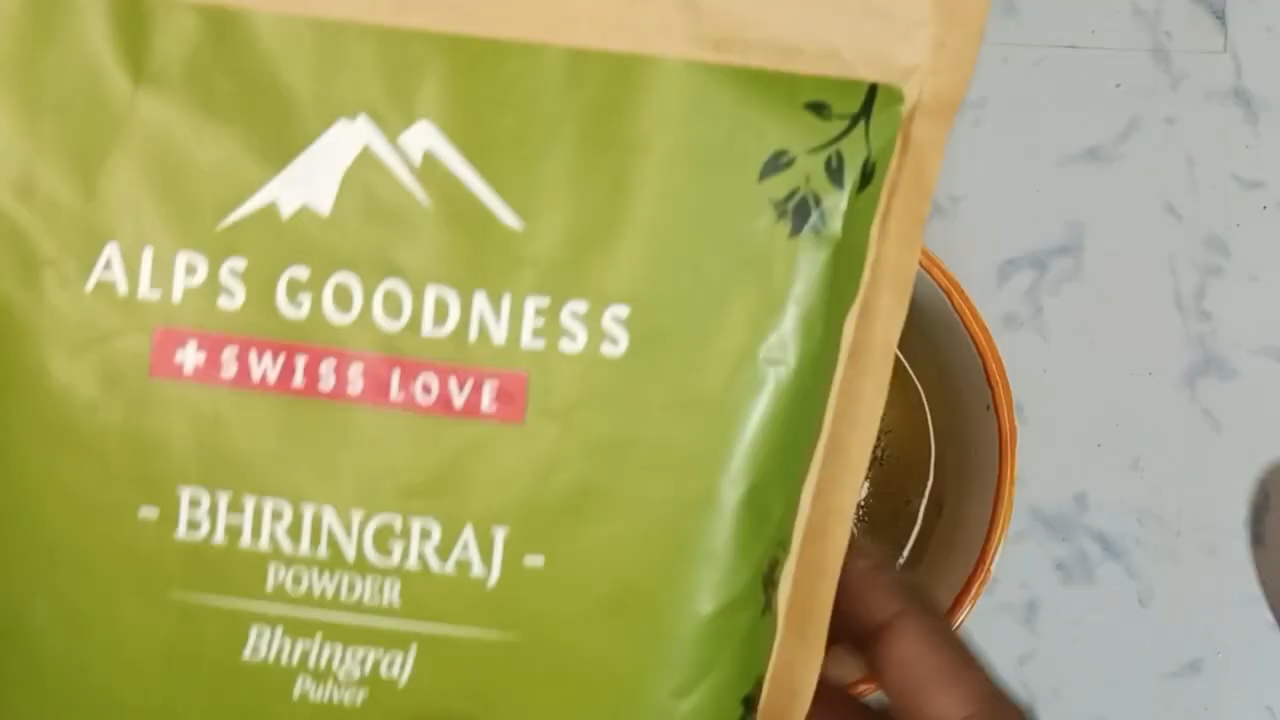 ALPS GOODNESS
SWISS LOVE
- BHRINGRAJ -
POWDER
Bhringraj
Pulver